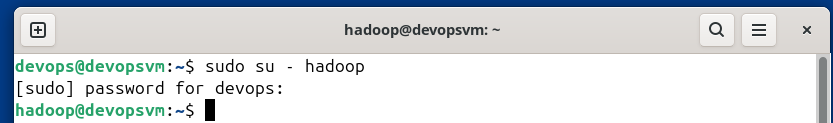 hadoop@devopsvm: ~
devops@devopsvm:~$ sudo su - hadoop
[sudo] password for devops:
hadoop@devopsvm:~$